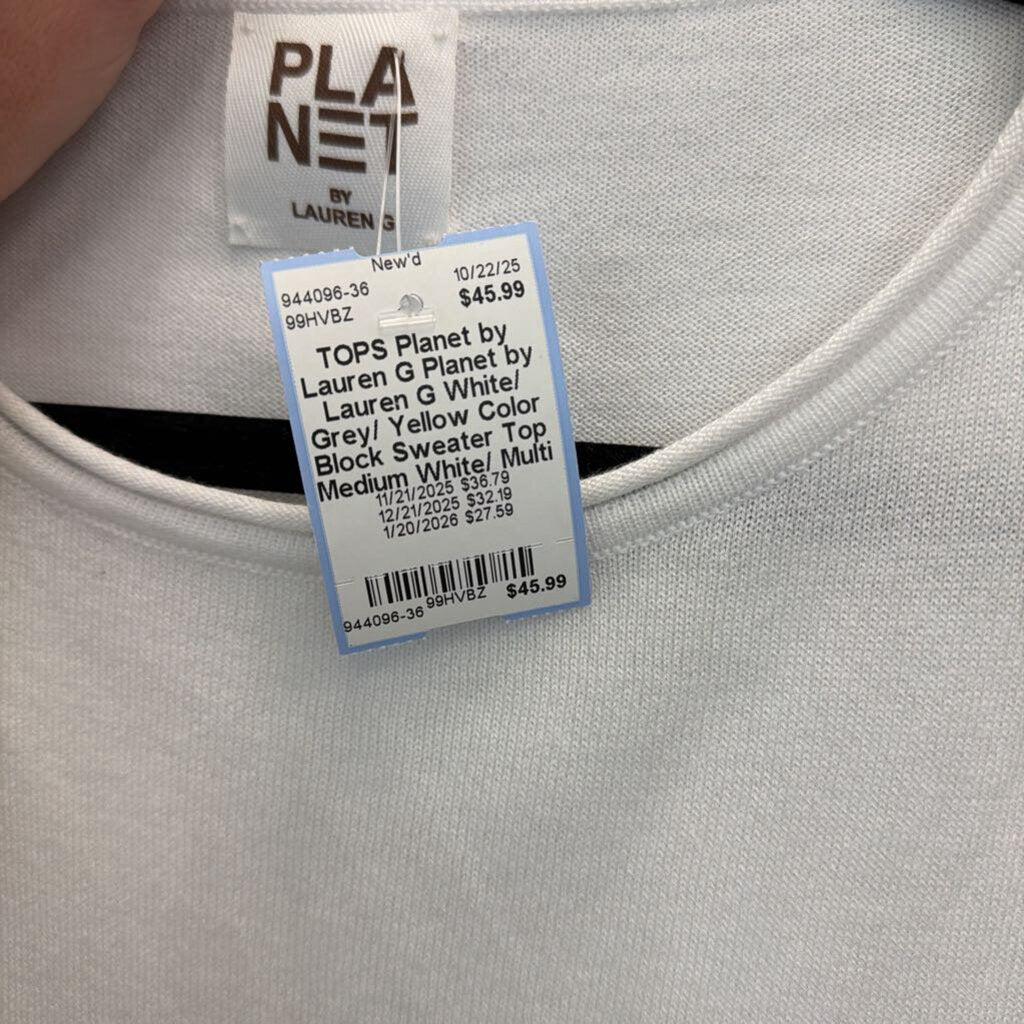 PLA
NET
BY
LAUREN G
New'd
944096-36
10/22/25
99HVBZ
$45.99
TOPS Planet by
Lauren G Planet by
Lauren G White/
Grey/ Yellow Color
Block Sweater Top
Medium White/ Multi
11/21/2025 $36.79
12/21/2025 $32.19
1/20/2026 $27.59
944096-36 99HVBZ $45.99